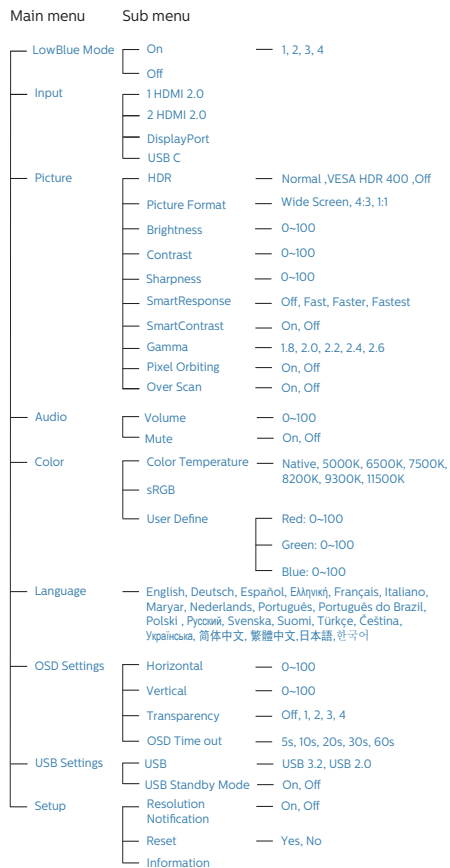 Main menu Sub menu
LowBlue Mode On 1, 2, 3, 4
Off
Input 1 HDMI 2.0
2 HDMI 2.0
DisplayPort
USB C
Picture HDR Normal ,VESA HDR 400 ,Off
Picture Format Wide Screen, 4:3, 1:1
Brightness 0~100
Contrast 0~100
Sharpness 0~100
SmartResponse Off, Fast, Faster, Fastest
SmartContrast On, Off
Gamma 1.8, 2.0, 2.2, 2.4, 2.6
Pixel Orbiting On, Off
Over Scan On, Off
Audio Volume 0~100
Mute On, Off
Color Color Temperature Native, 5000K, 6500K, 7500K,
8200K, 9300K, 11500K
sRGB
User Define Red: 0~100
Green: 0~100
Blue: 0~100
Language English, Deutsch, Español, Ελληνική, Français, Italiano,
Maryar, Nederlands, Português, Português do Brazil,
Polski , Русский, Svenska, Suomi, Türkçe, Čeština,
Українська, 简体中文, 繁體中文,日本語,한국어
OSD Settings Horizontal 0~100
Vertical 0~100
Transparency Off, 1, 2, 3, 4
OSD Time out 5s, 10s, 20s, 30s, 60s
USB Settings USB USB 3.2, USB 2.0
USB Standby Mode On, Off
Setup Resolution On, Off
Notification
Reset Yes, No
Information